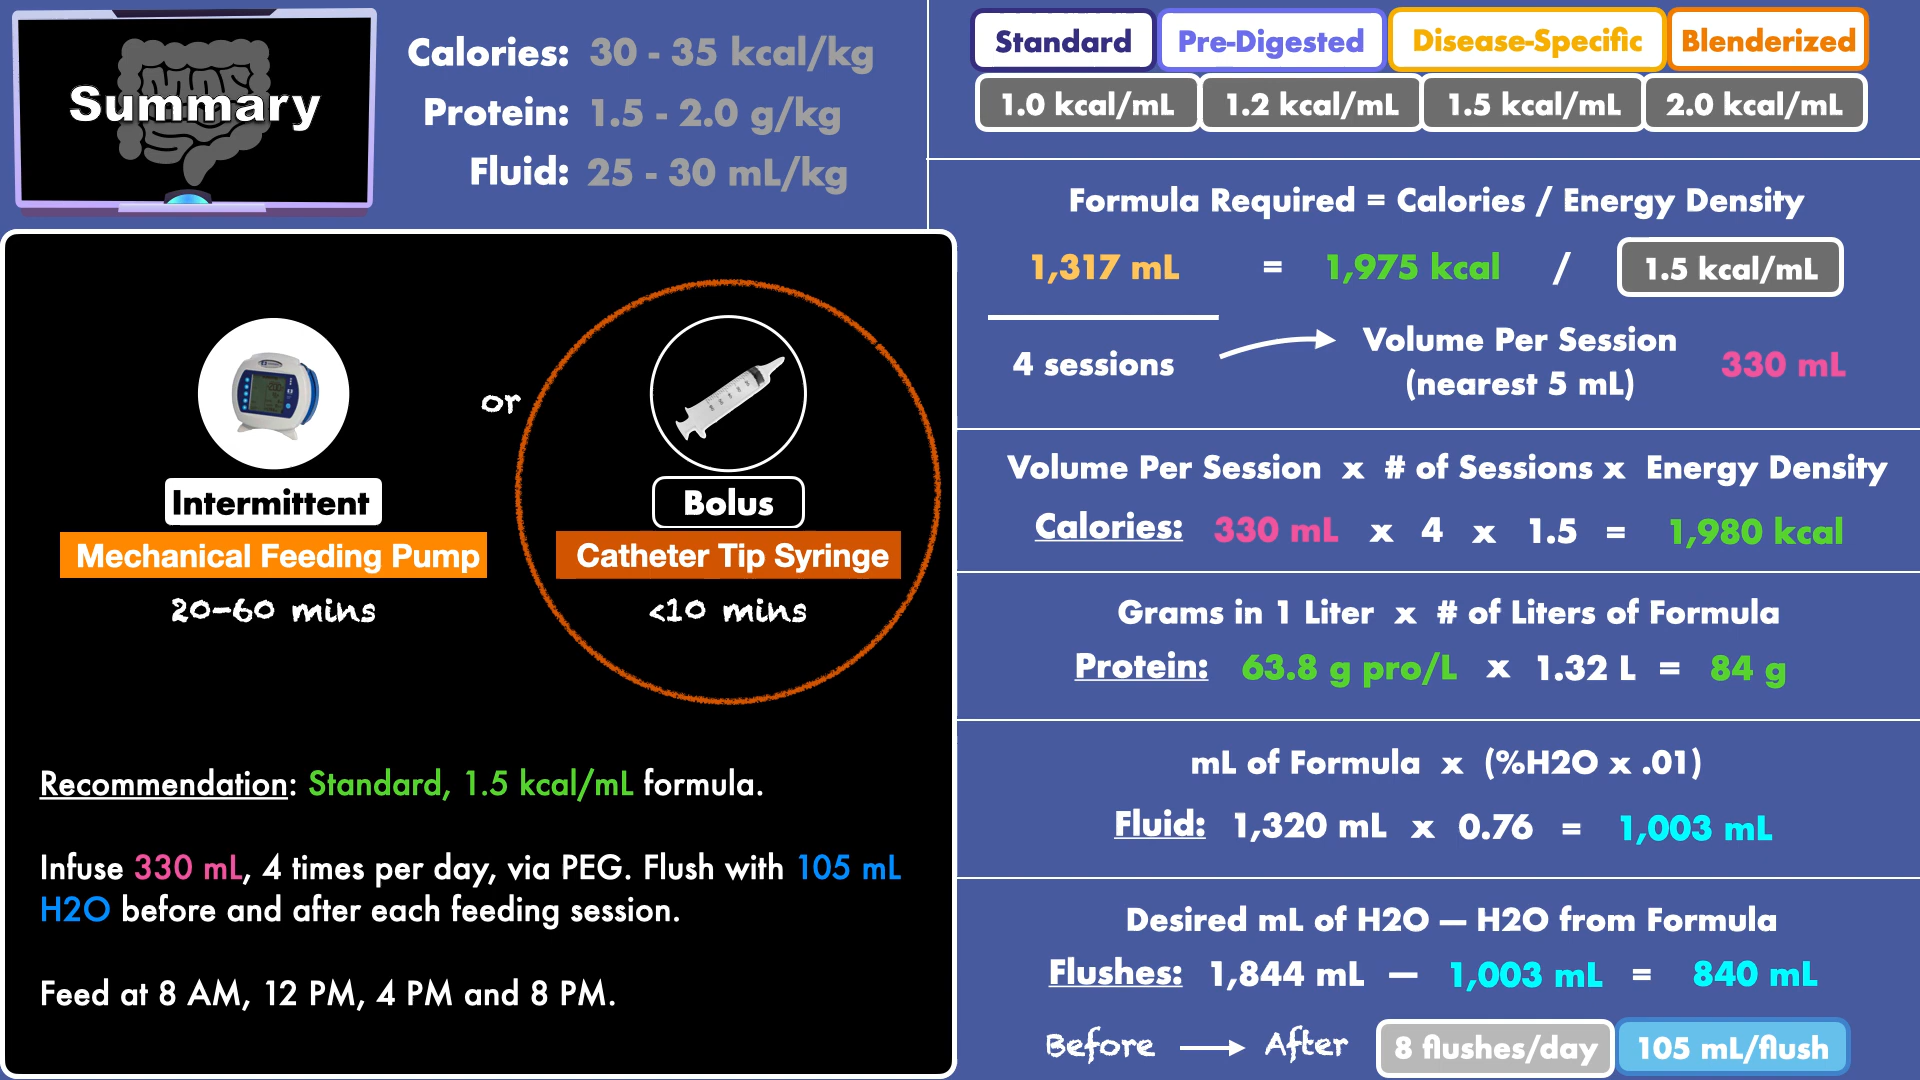 Summary
Calories: 30 - 35 kcal/kg
Protein: 1.5 - 2.0 g/kg
Fluid: 25 - 30 mL/kg
Standard Pre-Digested Disease-Specific Blenderized
1.0 kcal/mL 1.2 kcal/mL 1.5 kcal/mL 2.0 kcal/mL
Formula Required = Calories / Energy Density
1,317 mL = 1,975 kcal / 1.5 kcal/mL
4 sessions
Volume Per Session
(nearest 5 mL)
330 mL
Volume Per Session x # of Sessions x Energy Density
Calories: 330 mL x 4 x 1.5 = 1,980 kcal
Grams in 1 Liter x # of Liters of Formula
Protein: 63.8 g pro/L x 1.32 L = 84 g
mL of Formula x (%H2O x .01)
Fluid: 1,320 mL x 0.76 = 1,003 mL
Desired mL of H2O — H2O from Formula
Flushes: 1,844 mL — 1,003 mL = 840 mL
Before After 8 flushes/day 105 mL/flush
or
Intermittent
Mechanical Feeding Pump
20-60 mins
Bolus
Catheter Tip Syringe
<10 mins
Recommendation: Standard, 1.5 kcal/mL formula.
Infuse 330 mL, 4 times per day, via PEG. Flush with 105 mL
H2O before and after each feeding session.
Feed at 8 AM, 12 PM, 4 PM and 8 PM.